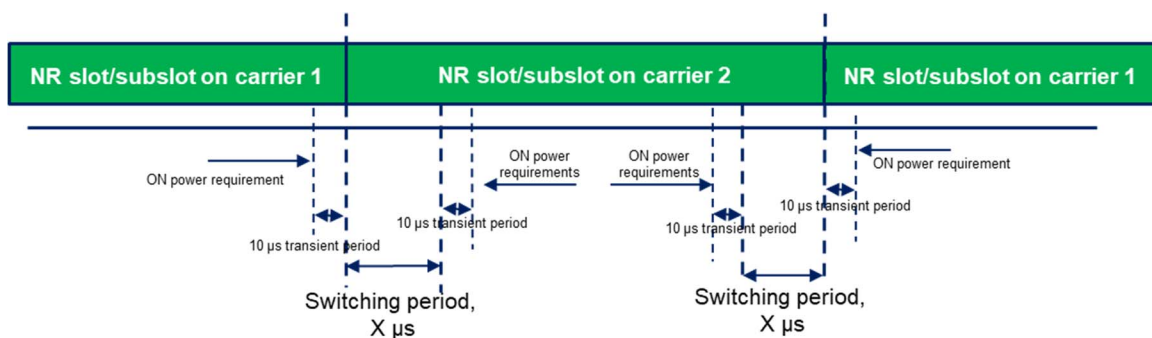 NR slot/subslot on carrier 1
NR slot/subslot on carrier 2
NR slot/subslot on carrier 1
ON power requirement
ON power
requirements
ON power
requirements
ON power requirement
10 µs transient period
10 µs transient period
10 µs transient period
10 µs transient period
Switching period,
X µs
Switching period,
X µs